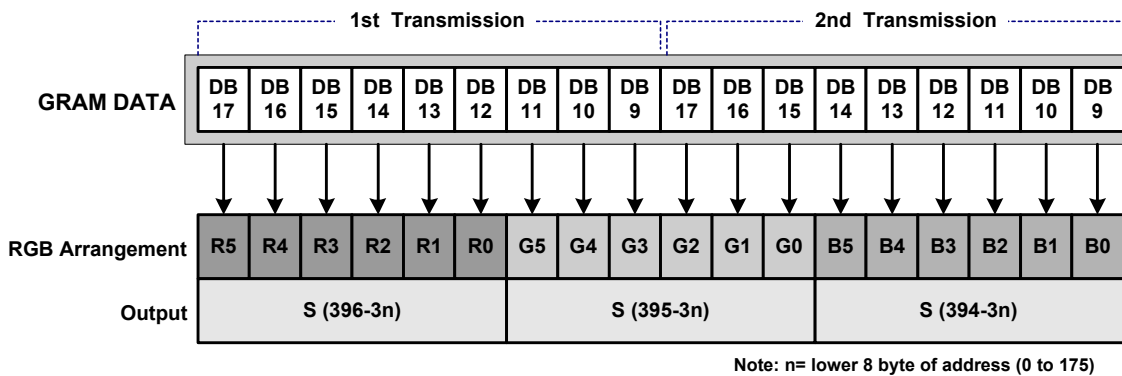 1st Transmission 2nd Transmission
GRAM DATA DB 17 DB 16 DB 15 DB 14 DB 13 DB 12 DB 11 DB 10 DB 9 DB 17 DB 16 DB 15 DB 14 DB 13 DB 12 DB 11 DB 10 DB 9
RGB Arrangement R5 R4 R3 R2 R1 R0 G5 G4 G3 G2 G1 G0 B5 B4 B3 B2 B1 B0
Output S (396-3n) S (395-3n) S (394-3n)
Note: n= lower 8 byte of address (0 to 175)